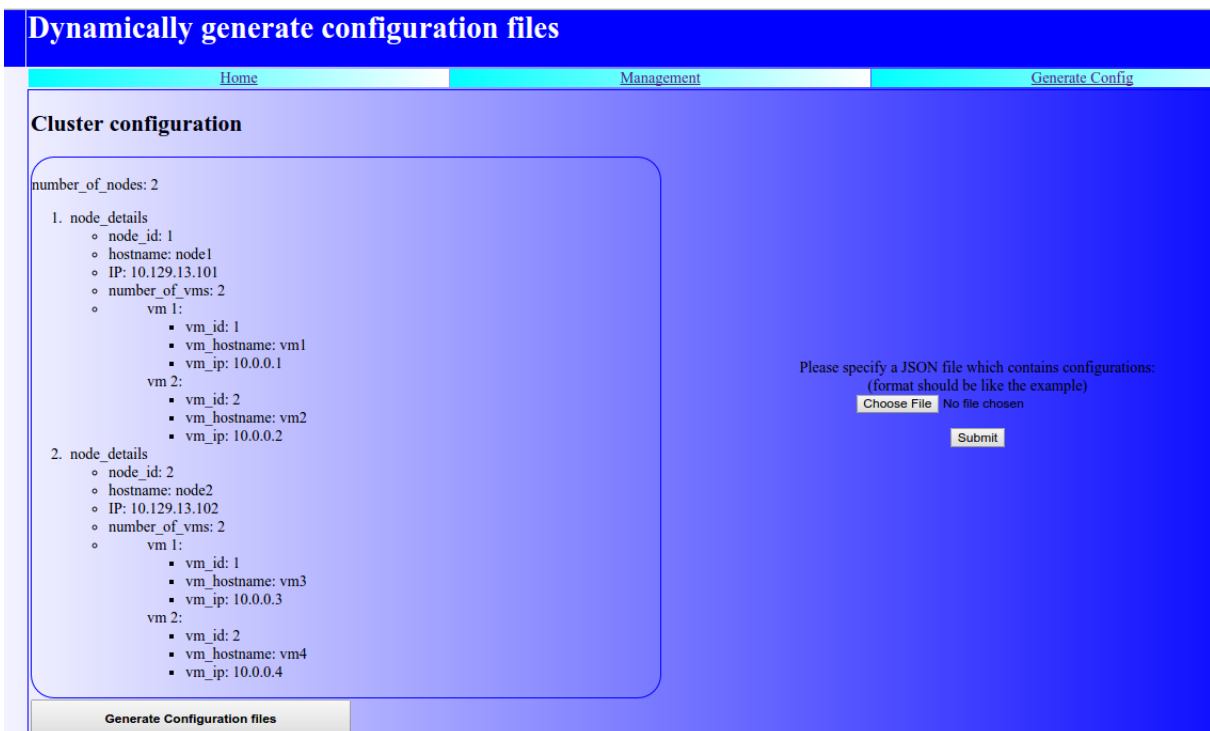 Dynamically generate configuration files
Home Management Generate Config
Cluster configuration
number_of_nodes: 2
1. node_details
node_id: 1
hostname: node1
IP: 10.129.13.101
number_of_vms: 2
vm 1:
vm_id: 1
vm_hostname: vm1
vm_ip: 10.0.0.1
vm 2:
vm_id: 2
vm_hostname: vm2
vm_ip: 10.0.0.2
2. node_details
node_id: 2
hostname: node2
IP: 10.129.13.102
number_of_vms: 2
vm 1:
vm_id: 1
vm_hostname: vm3
vm_ip: 10.0.0.3
vm 2:
vm_id: 2
vm_hostname: vm4
vm_ip: 10.0.0.4
Generate Configuration files
Please specify a JSON file which contains configurations:
(format should be like the example)
Choose File No file chosen
Submit